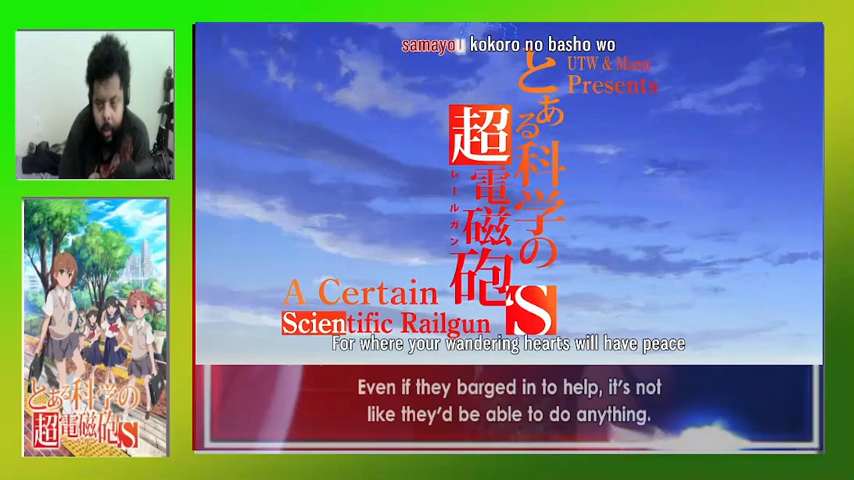 samayou kokoro no basho wo
UTW & Mazui
Presents
とある科学の
超電磁砲S
レールガン
A Certain
Scientific Railgun
For where your wandering hearts will have peace
Even if they barged in to help, it's not
like they'd be able to do anything.
とある科学の
超電磁砲S